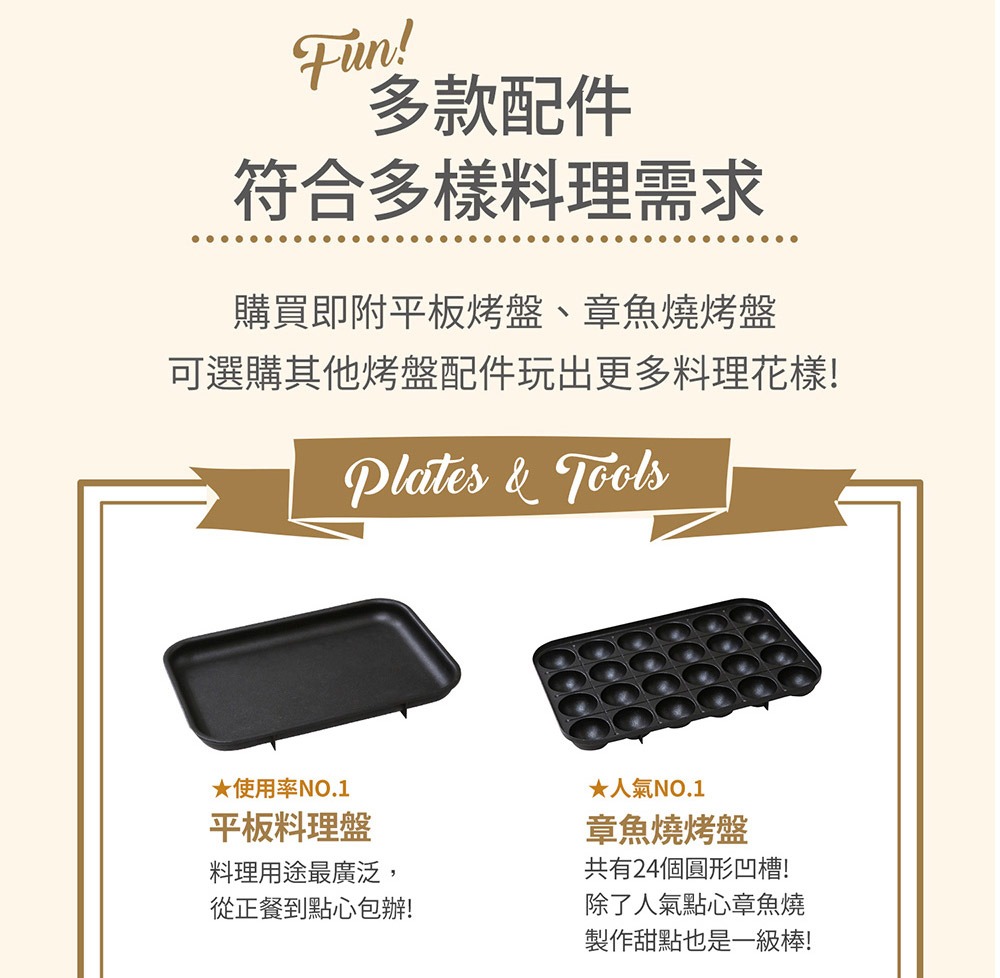 Fun!
多款配件
符合多樣料理需求
購買即附平板烤盤、章魚燒烤盤
可選購其他烤盤配件玩出更多料理花樣!
Plates & Tools
★使用率NO.1
平板料理盤
料理用途最廣泛，
從正餐到點心包辦!
★人氣NO.1
章魚燒烤盤
共有24個圓形凹槽!
除了人氣點心章魚燒
製作甜點也是一級棒!